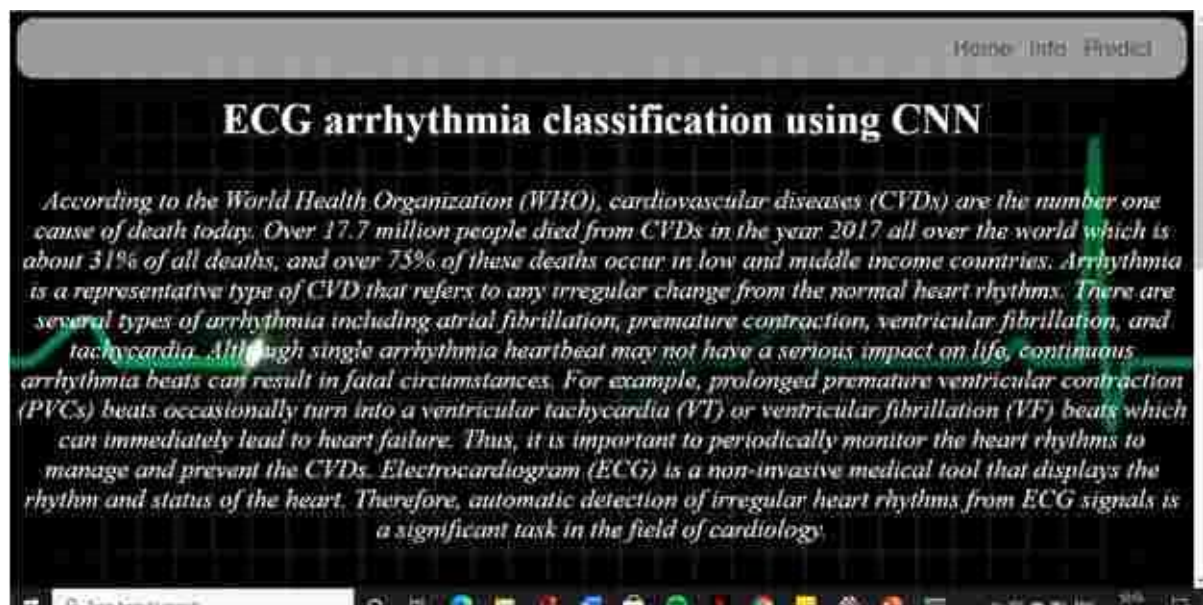 Home Info Predict
ECG arrhythmia classification using CNN
According to the World Health Organization (WHO), cardiovascular diseases (CVDs) are the number one
cause of death today. Over 17.7 million people died from CVDs in the year 2017 all over the world which is
about 31% of all deaths, and over 75% of these deaths occur in low and middle income countries. Arrhythmia
is a representative type of CVD that refers to any irregular change from the normal heart rhythms. There are
several types of arrhythmia including atrial fibrillation, premature contraction, ventricular fibrillation, and
tachycardia. Although single arrhythmia heartbeat may not have a serious impact on life, continuous
arrhythmia beats can result in fatal circumstances. For example, prolonged premature ventricular contraction
(PVCs) beats occasionally turn into a ventricular tachycardia (VT) or ventricular fibrillation (VF) beats which
can immediately lead to heart failure. Thus, it is important to periodically monitor the heart rhythms to
manage and prevent the CVDs. Electrocardiogram (ECG) is a non-invasive medical tool that displays the
rhythm and status of the heart. Therefore, automatic detection of irregular heart rhythms from ECG signals is
a significant task in the field of cardiology.